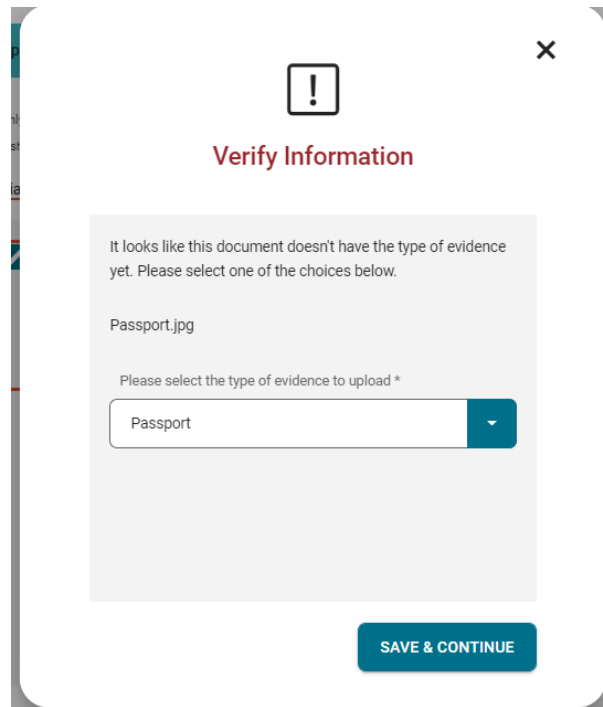 !
Verify Information
It looks like this document doesn't have the type of evidence
yet. Please select one of the choices below.
Passport.jpg
Please select the type of evidence to upload *
Passport
SAVE & CONTINUE